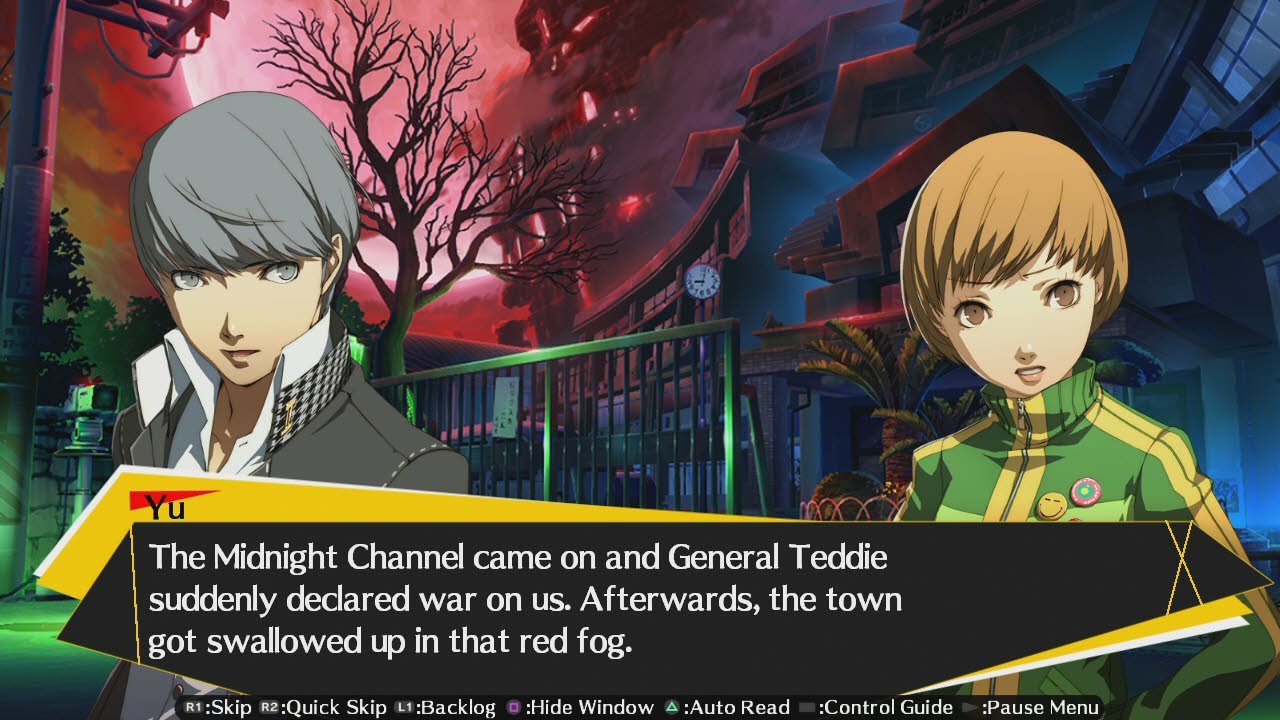 Yu
The Midnight Channel came on and General Teddie
suddenly declared war on us. Afterwards, the town
got swallowed up in that red fog.
R1:Skip R2:Quick Skip L1:Backlog :Hide Window :Auto Read :Control Guide :Pause Menu